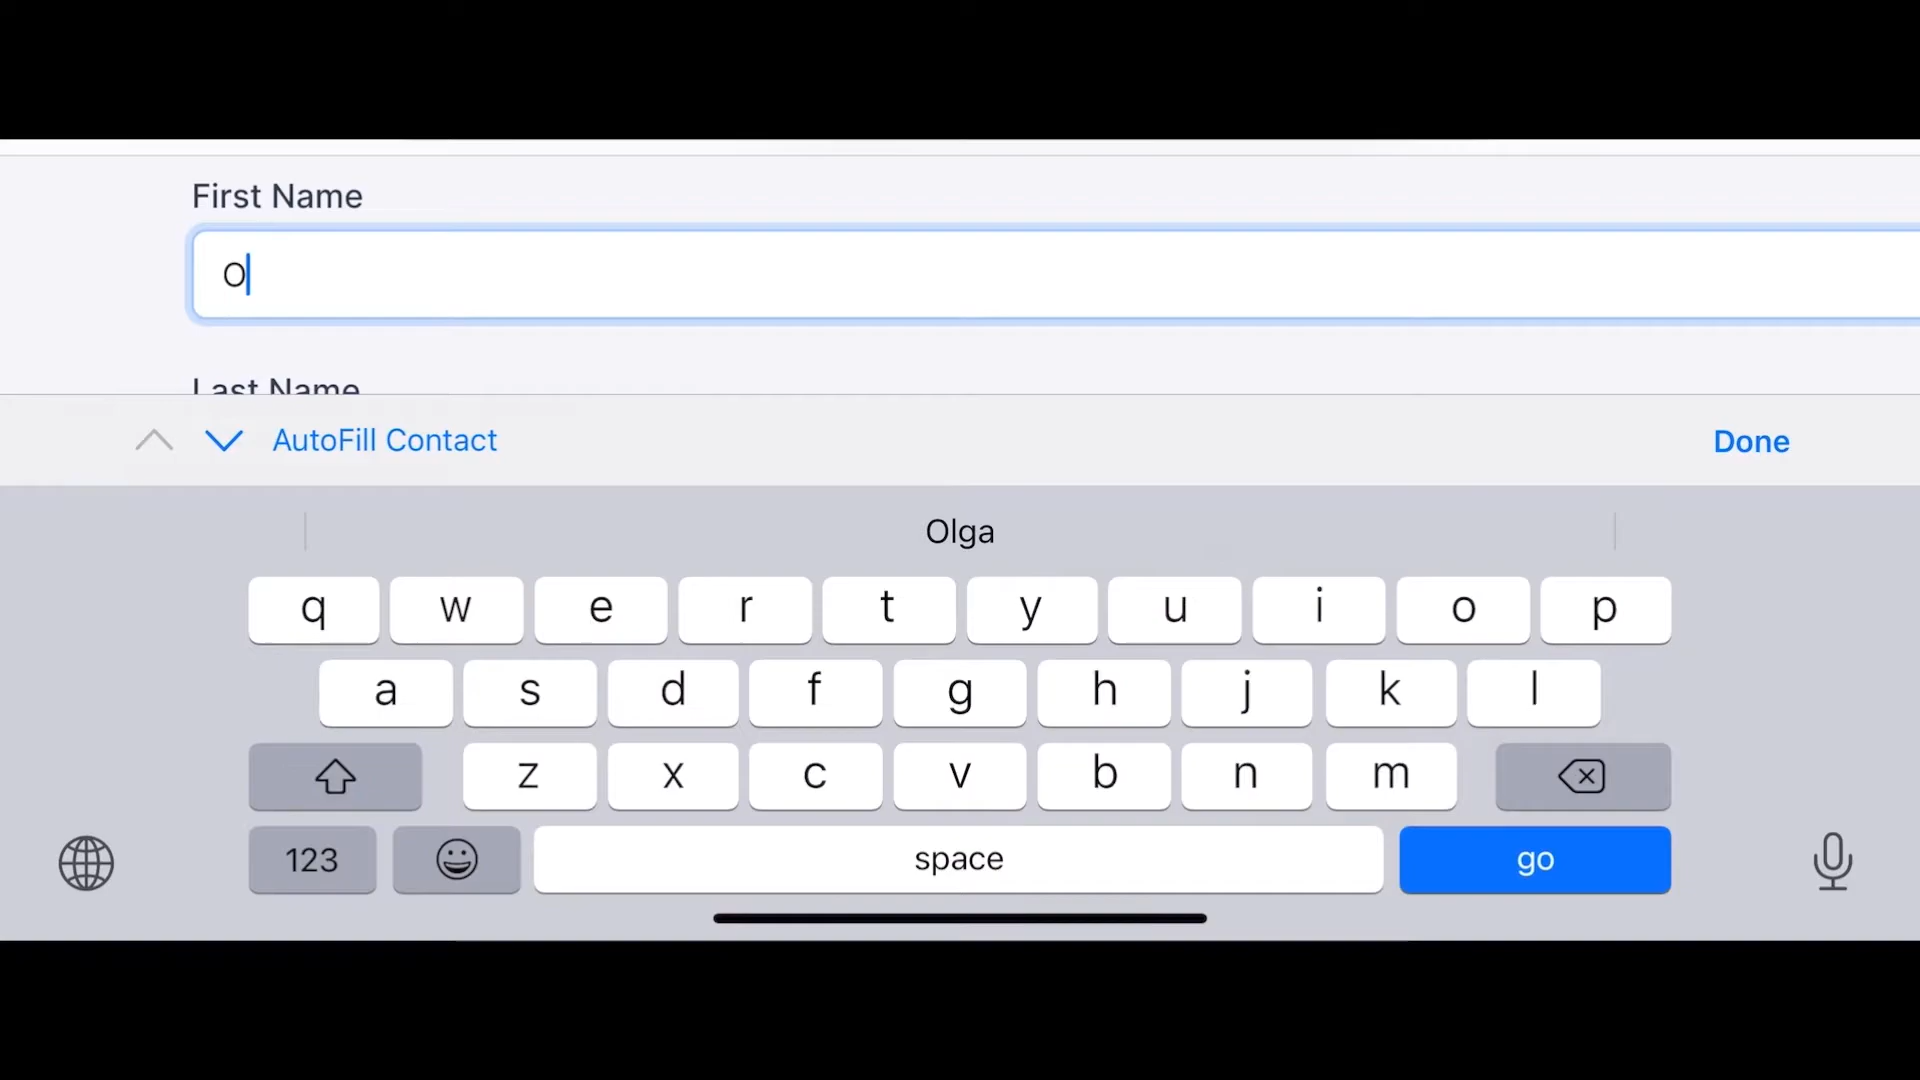 First Name
O
Last Name
AutoFill Contact
Done
Olga
q w e r t y u i o p
a s d f g h j k l
z x c v b n m
123 space go